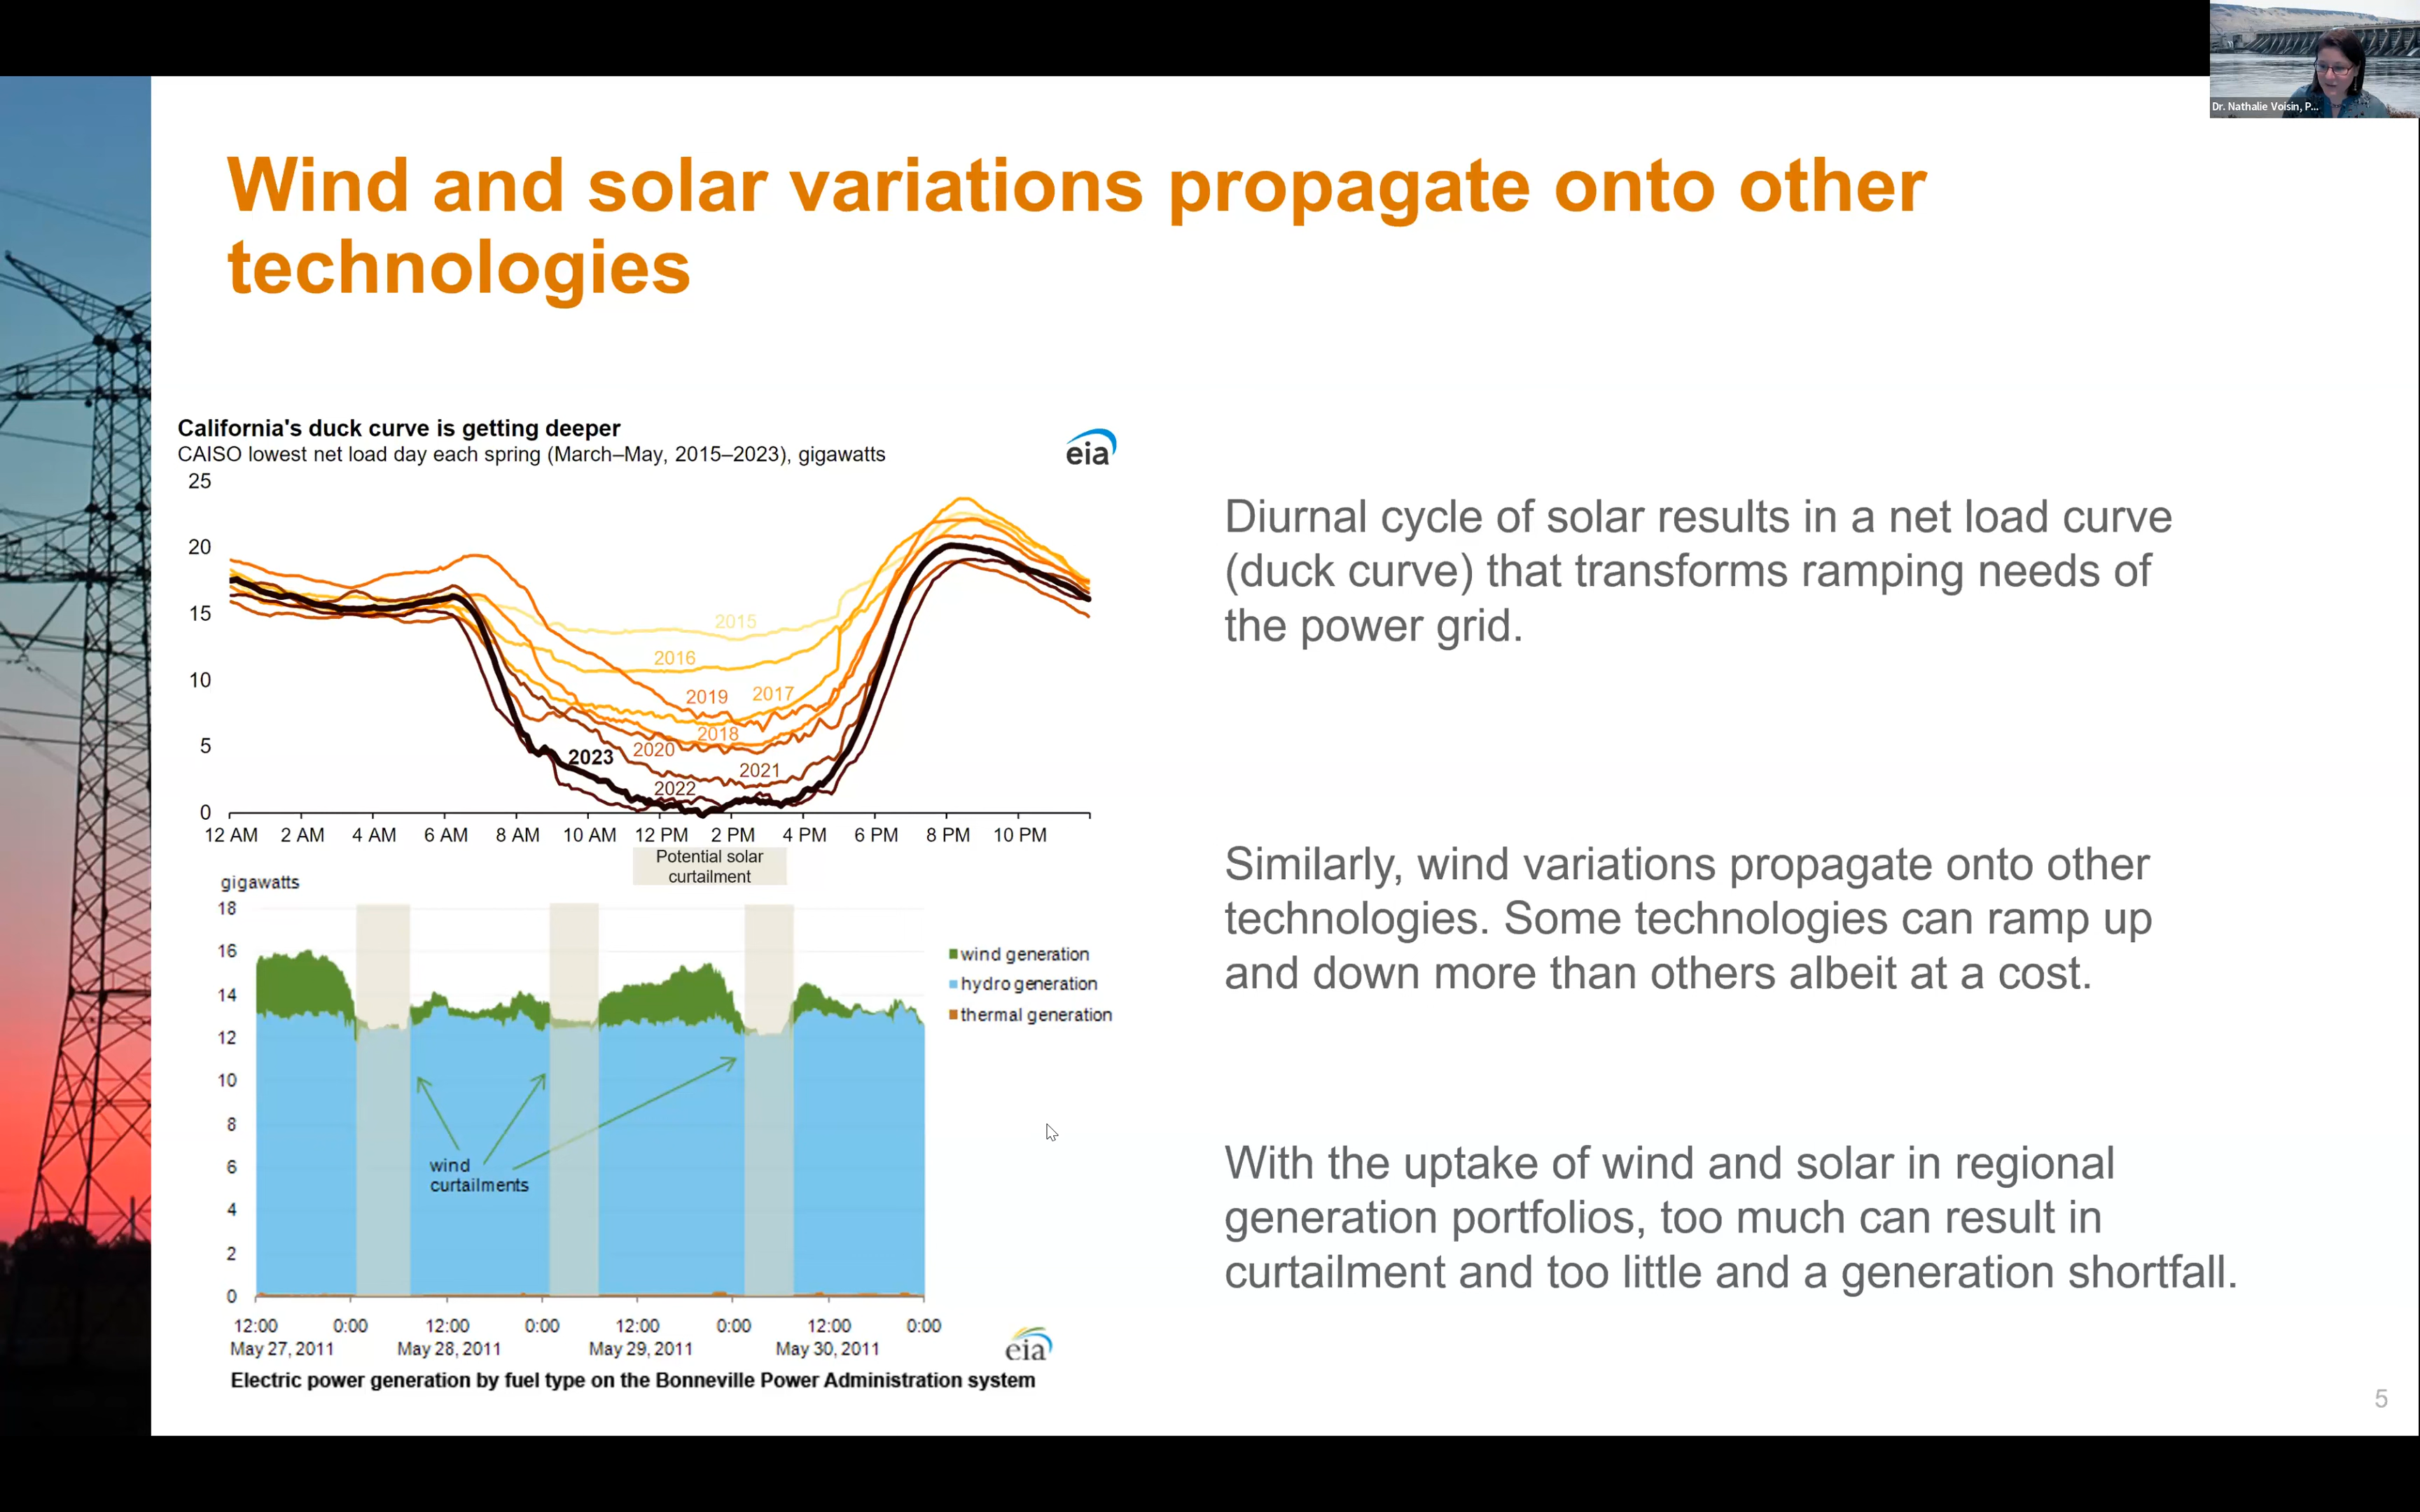 Dr. Nathalie Voisin, P...
Wind and solar variations propagate onto other
technologies
California's duck curve is getting deeper
CAISO lowest net load day each spring (March–May, 2015–2023), gigawatts
eia
25
20
15
10
5
0
2015
2016
2019
2017
2018
2020
2023
2021
2022
12 AM 2 AM 4 AM 6 AM 8 AM 10 AM 12 PM 2 PM 4 PM 6 PM 8 PM 10 PM
Potential solar
curtailment
gigawatts
18
16
14
12
10
8
6
4
2
0
wind generation
hydro generation
thermal generation
wind
curtailments
12:00 0:00 12:00 0:00 12:00 0:00 12:00 0:00
May 27, 2011 May 28, 2011 May 29, 2011 May 30, 2011
eia
Electric power generation by fuel type on the Bonneville Power Administration system
Diurnal cycle of solar results in a net load curve
(duck curve) that transforms ramping needs of
the power grid.
Similarly, wind variations propagate onto other
technologies. Some technologies can ramp up
and down more than others albeit at a cost.
With the uptake of wind and solar in regional
generation portfolios, too much can result in
curtailment and too little and a generation shortfall.
5